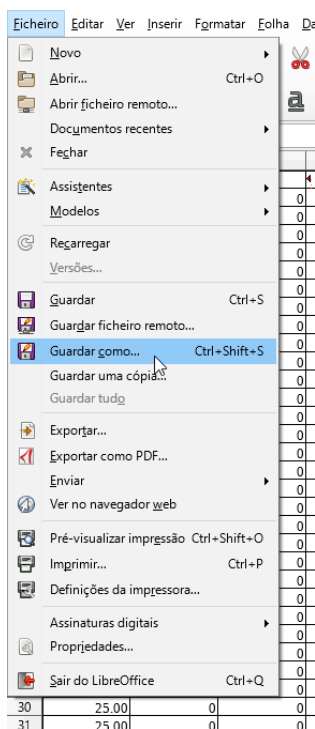 Ficheiro Editar Ver Inserir Formatar Folha Da
Novo
Abrir... Ctrl+O
Abrir ficheiro remoto...
Documentos recentes
Fechar
Assistentes
Modelos
Recarregar
Versões...
Guardar Ctrl+S
Guardar ficheiro remoto...
Guardar como... Ctrl+Shift+S
Guardar uma cópia...
Guardar tudo
Exportar...
Exportar como PDF...
Enviar
Ver no navegador web
Pré-visualizar impressão Ctrl+Shift+O
Imprimir... Ctrl+P
Definições da impressora...
Assinaturas digitais
Propriedades...
Sair do LibreOffice Ctrl+Q
30 25.00 0 0
31 25.00 0 0